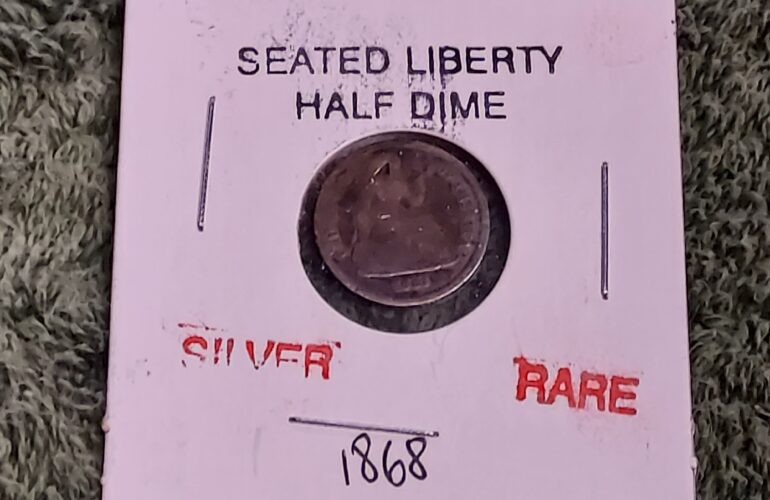 SEATED LIBERTY
HALF DIME
SILVER
RARE
1868